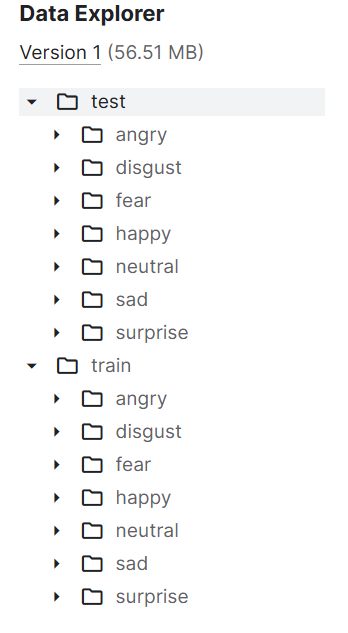 Data Explorer
Version 1 (56.51 MB)
test
angry
disgust
fear
happy
neutral
sad
surprise
train
angry
disgust
fear
happy
neutral
sad
surprise